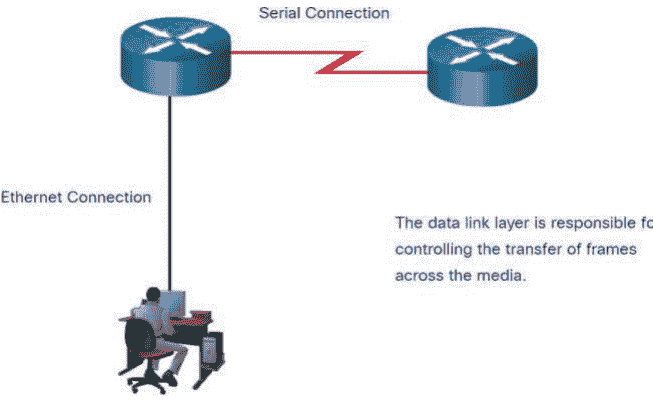 Serial Connection
Ethernet Connection
The data link layer is responsible fo
controlling the transfer of frames
across the media.